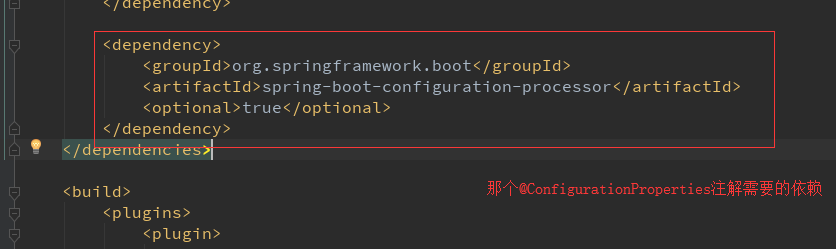 </dependency>
<dependency>
<groupId>org.springframework.boot</groupId>
<artifactId>spring-boot-configuration-processor</artifactId>
<optional>true</optional>
</dependency>
</dependencies>
<build>
那个@ConfigurationProperties注解需要的依赖
<plugins>
<plugin>